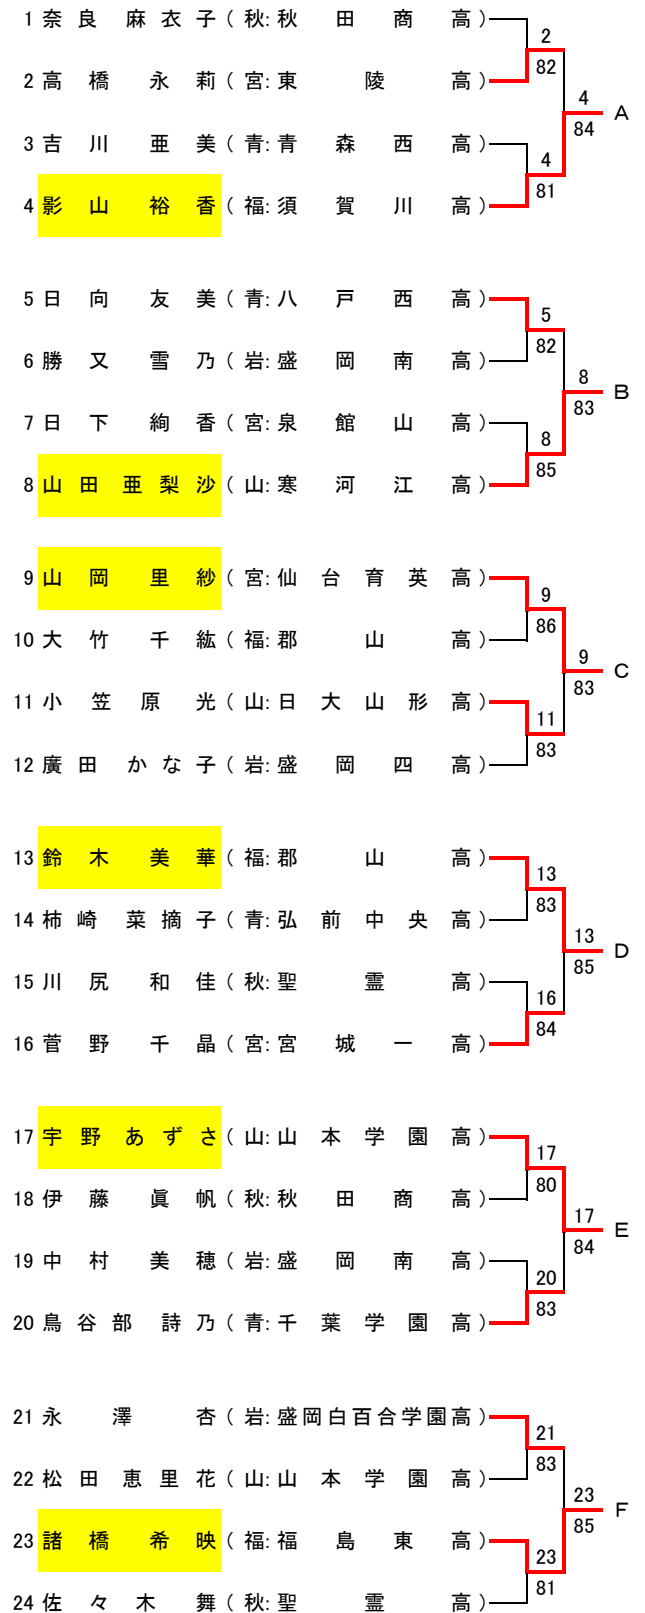 1 奈良麻衣子(秋:秋田商高)
2
82
2 高橋永莉(宮:東陵高)
4
84
A
3 吉川亜美(青:青森西高)
4
81
4 影山裕香(福:須賀川高)
5 日向友美(青:八戸西高)
5
82
6 勝又雪乃(岩:盛岡南高)
8
83
B
7 日下絢香(宮:泉館山高)
8
85
8 山田亜梨沙(山:寒河江高)
9 山岡里紗(宮:仙台育英高)
9
86
10 大竹千紘(福:郡山高)
9
83
C
11 小笠原光(山:日大山形高)
11
83
12 廣田かな子(岩:盛岡四高)
13 鈴木美華(福:郡山高)
13
83
14 柿崎菜摘子(青:弘前中央高)
13
85
D
15 川尻和佳(秋:聖霊高)
16
84
16 菅野千晶(宮:宮城一高)
17 宇野あずさ(山:山本学園高)
17
80
18 伊藤眞帆(秋:秋田商高)
17
84
E
19 中村美穂(岩:盛岡南高)
20
83
20 鳥谷部詩乃(青:千葉学園高)
21 永澤杏(岩:盛岡白百合学園高)
21
83
22 松田恵里花(山:山本学園高)
23
85
F
23 諸橋希映(福:福島東高)
23
81
24 佐々木舞(秋:聖霊高)